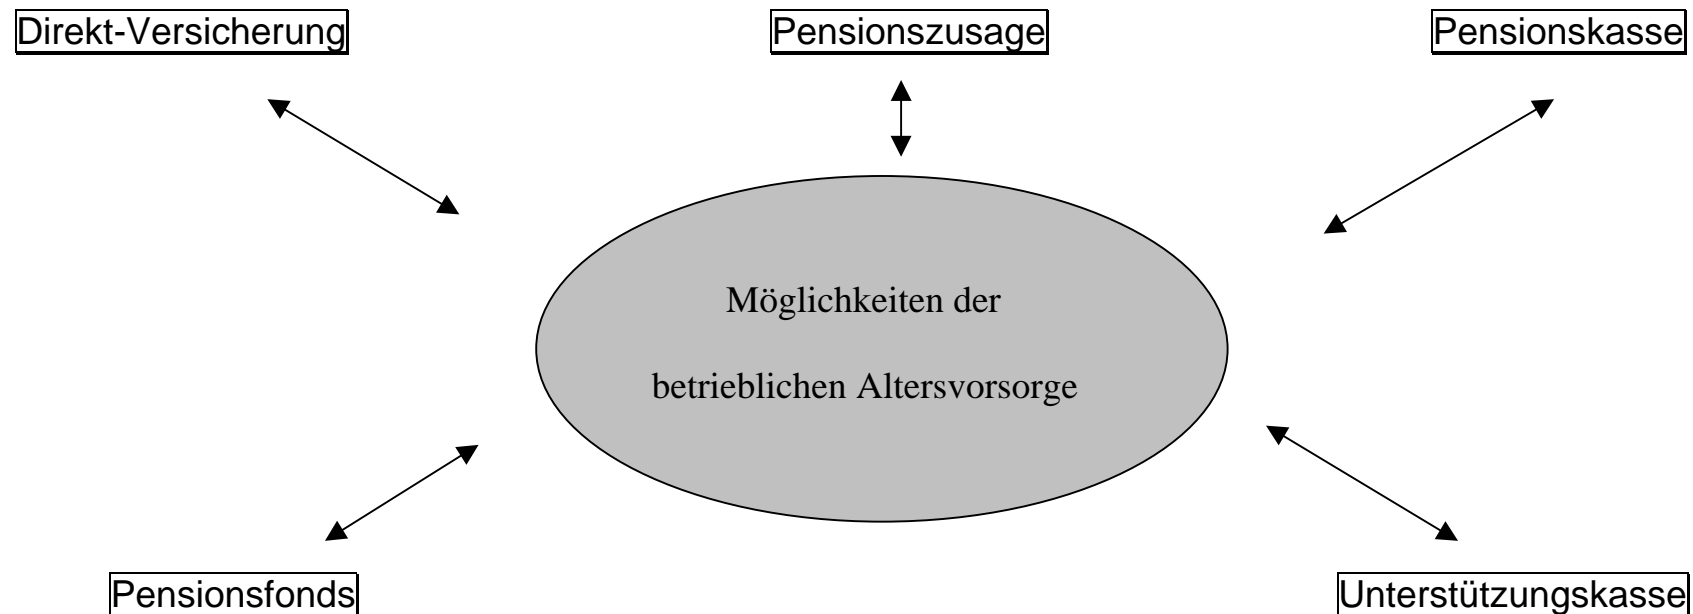 Direkt-Versicherung
Pensionszusage
Pensionskasse
Möglichkeiten der
betrieblichen Altersvorsorge
Pensionsfonds
Unterstützungskasse